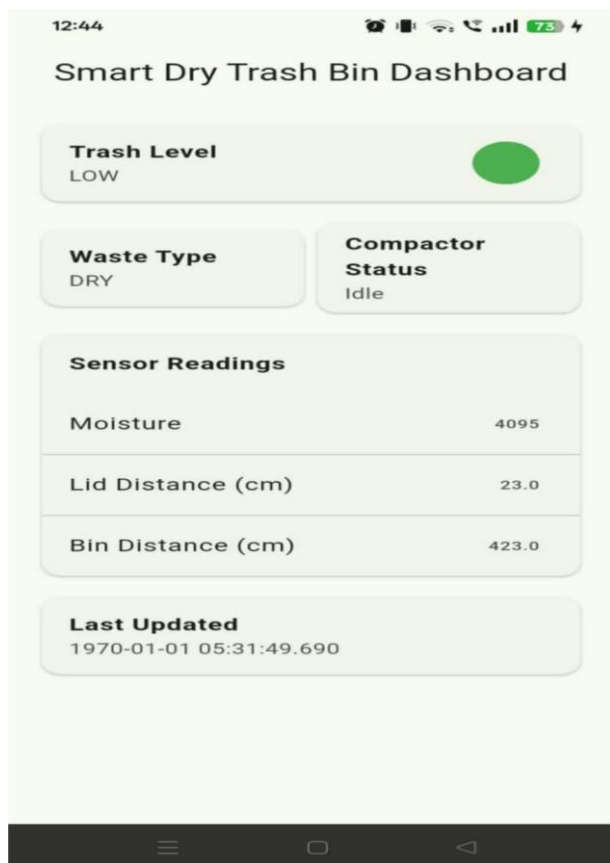 12:44 73
Smart Dry Trash Bin Dashboard
Trash Level
LOW
Waste Type
DRY
Compactor
Status
Idle
Sensor Readings
Moisture 4095
Lid Distance (cm) 23.0
Bin Distance (cm) 423.0
Last Updated
1970-01-01 05:31:49.690